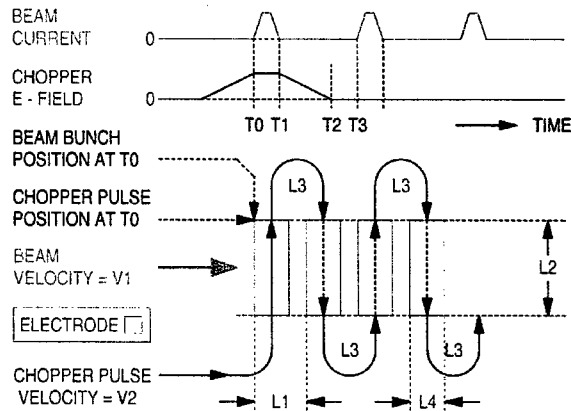 BEAM
CURRENT
0
CHOPPER
E - FIELD
0
T0 T1 T2 T3 TIME
BEAM BUNCH
POSITION AT T0
CHOPPER PULSE
POSITION AT T0
L3 L3
BEAM
VELOCITY = V1
L2
ELECTRODE
L3 L3
CHOPPER PULSE
VELOCITY = V2
L1 L4